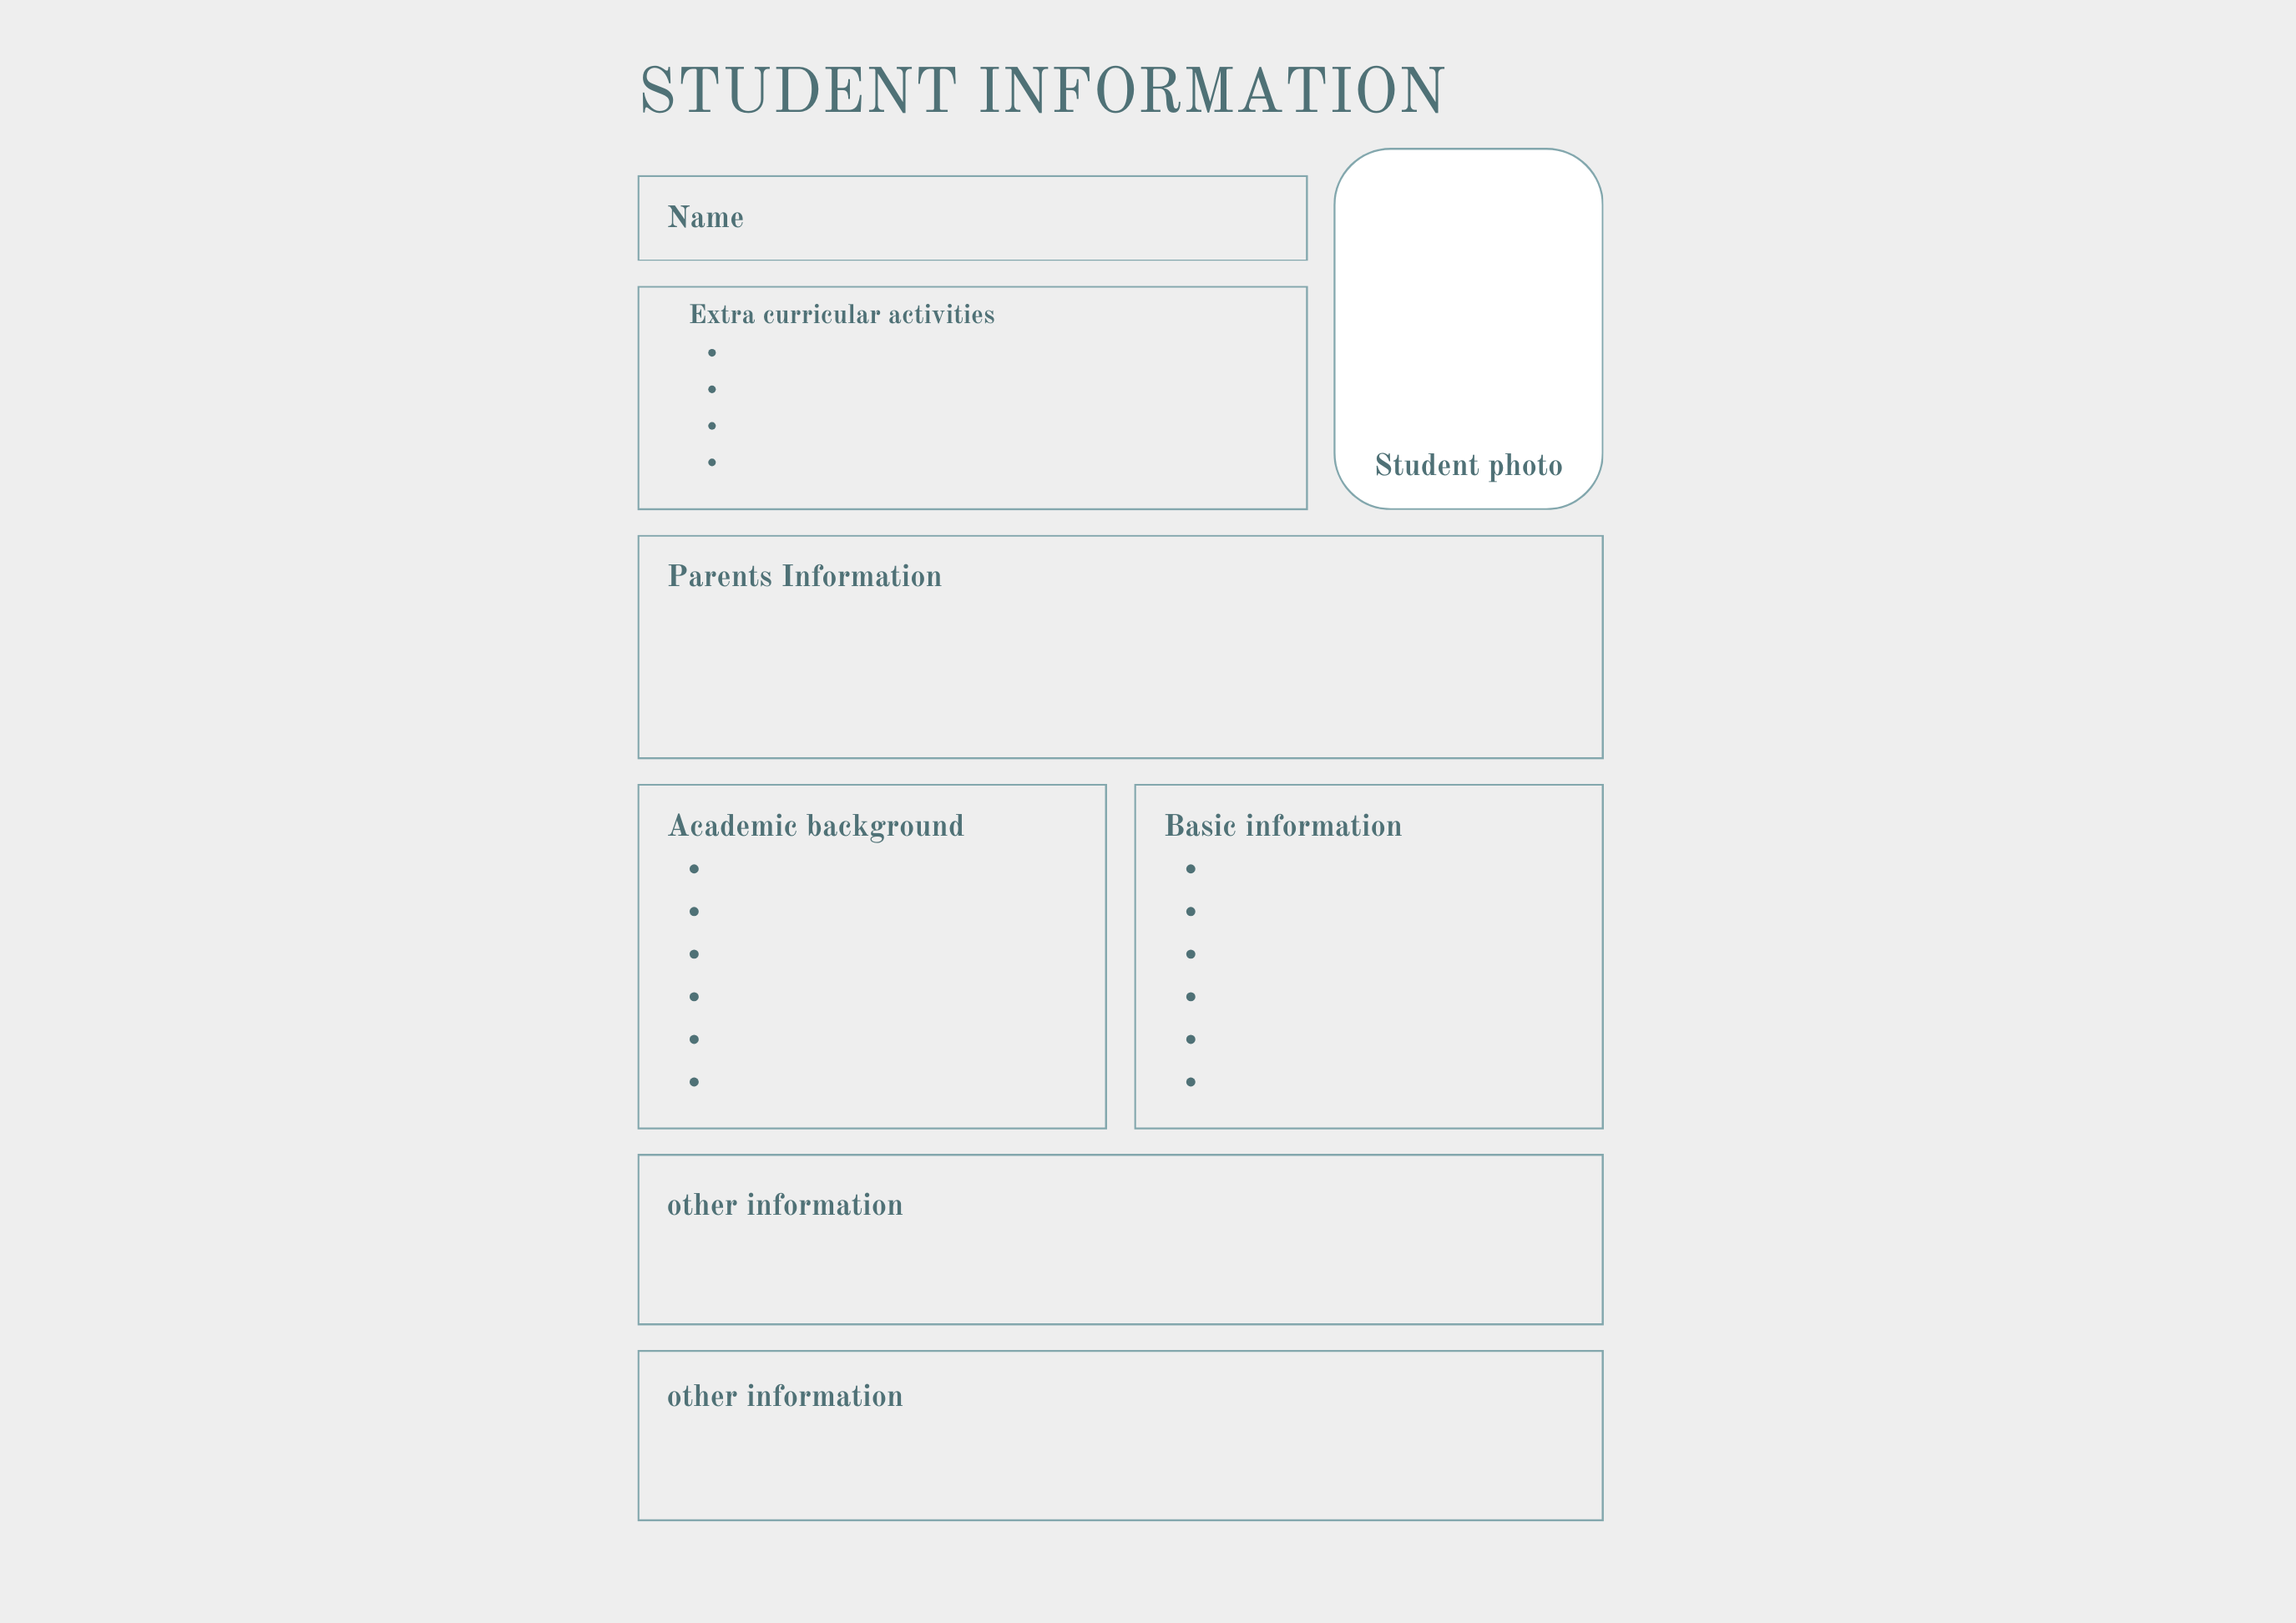 STUDENT INFORMATION
Name
Extra curricular activities
Student photo
Parents Information
Academic background
Basic information
other information
other information